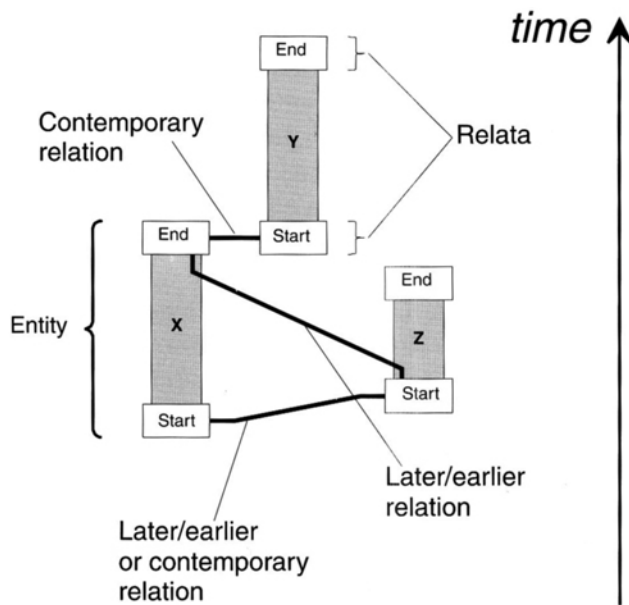 time
End
Contemporary
relation
Y
Relata
End
Start
End
Entity
X
Z
Start
Start
Later/earlier
relation
Later/earlier
or contemporary
relation